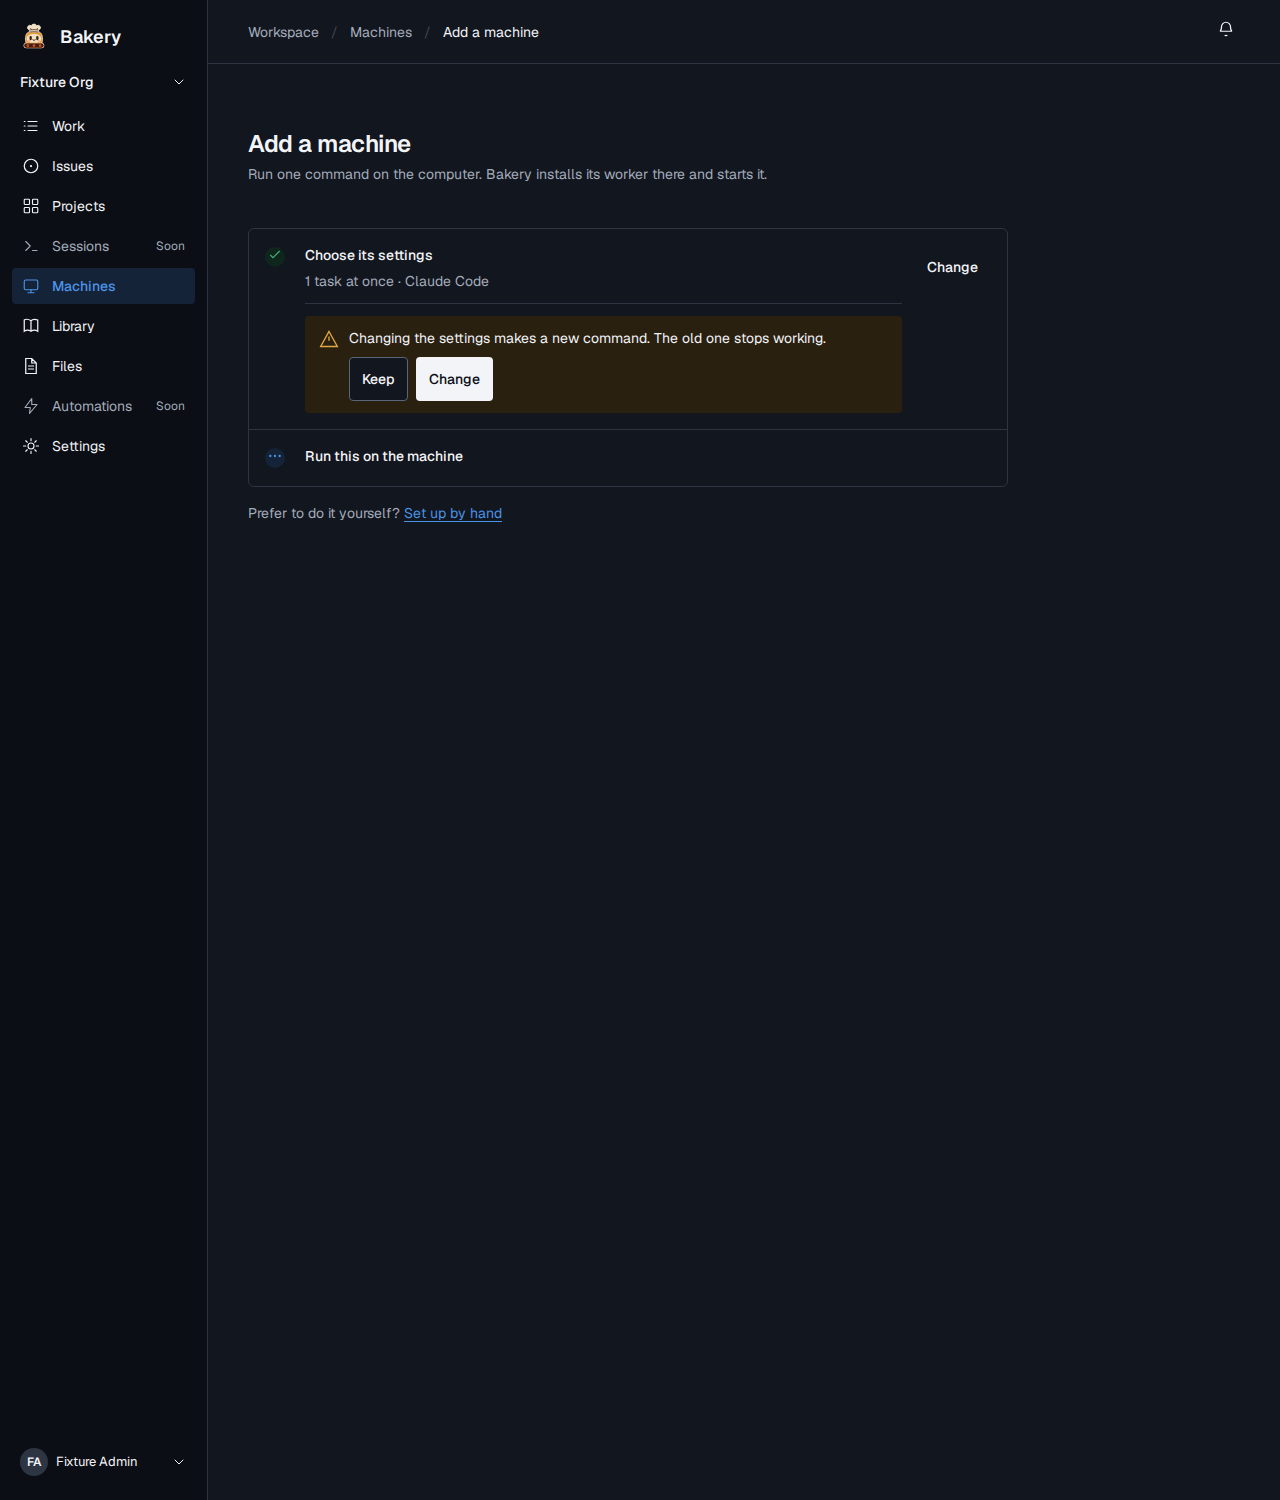 Bakery
Fixture Org
Work
Issues
Projects
Sessions Soon
Machines
Library
Files
Automations Soon
Settings
FA Fixture Admin
Workspace / Machines / Add a machine
Add a machine
Run one command on the computer. Bakery installs its worker there and starts it.
Choose its settings
1 task at once · Claude Code
Change
Changing the settings makes a new command. The old one stops working.
Keep Change
Run this on the machine
Prefer to do it yourself? Set up by hand